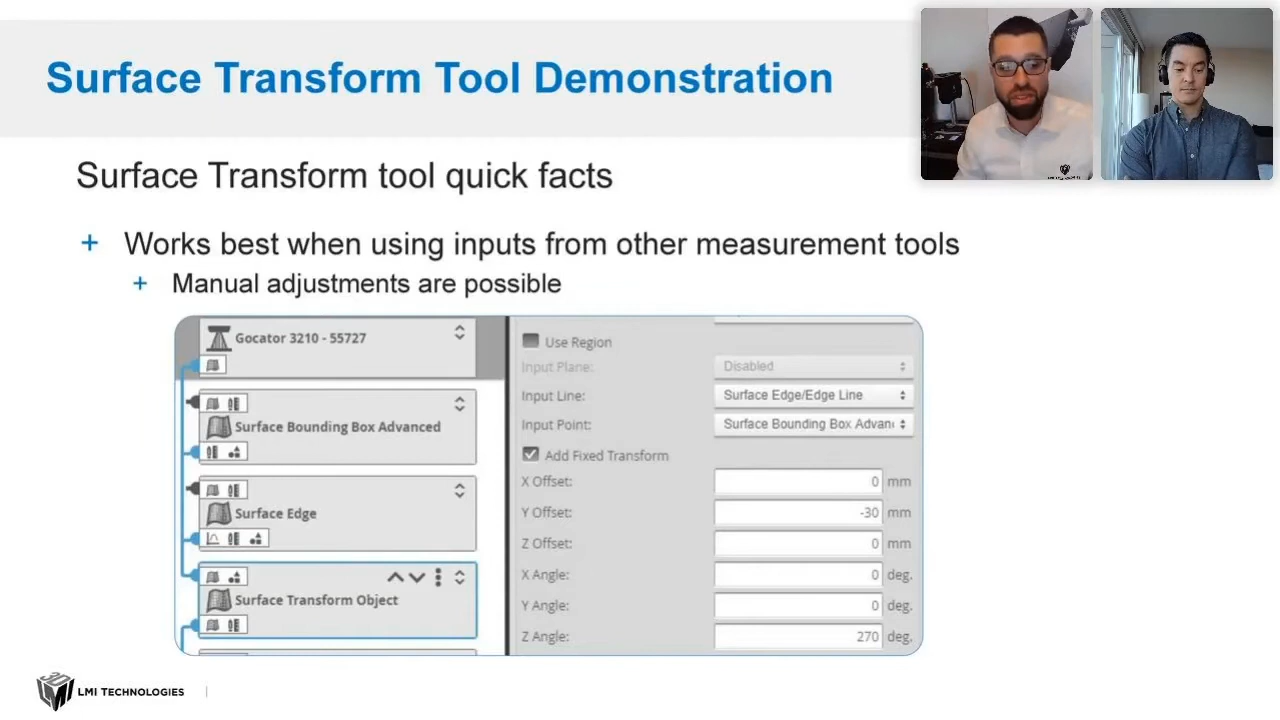 Surface Transform Tool Demonstration
Surface Transform tool quick facts
+ Works best when using inputs from other measurement tools
+ Manual adjustments are possible
Gocator 3210 - 55727
Surface Bounding Box Advanced
Surface Edge
Surface Transform Object
Use Region
Input Plane: Disabled
Input Line: Surface Edge/Edge Line
Input Point: Surface Bounding Box Advan
Add Fixed Transform
X Offset: 0 mm
Y Offset: -30 mm
Z Offset: 0 mm
X Angle: 0 deg.
Y Angle: 0 deg.
Z Angle: 270 deg.
LMI TECHNOLOGIES